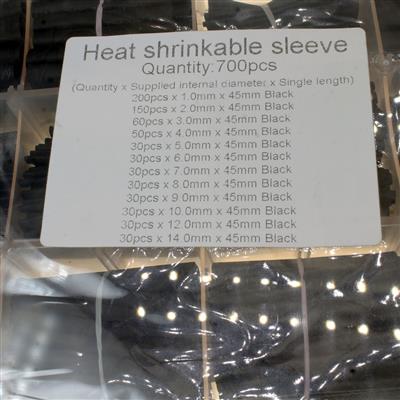 Heat shrinkable sleeve
Quantity:700pcs
(Quantity x Supplied internal diameter x Single length)
200pcs x 1.0mm x 45mm Black
150pcs x 2.0mm x 45mm Black
60pcs x 3.0mm x 45mm Black
50pcs x 4.0mm x 45mm Black
30pcs x 5.0mm x 45mm Black
30pcs x 6.0mm x 45mm Black
30pcs x 7.0mm x 45mm Black
30pcs x 8.0mm x 45mm Black
30pcs x 9.0mm x 45mm Black
30pcs x 10.0mm x 45mm Black
30pcs x 12.0mm x 45mm Black
30pcs x 14.0mm x 45mm Black